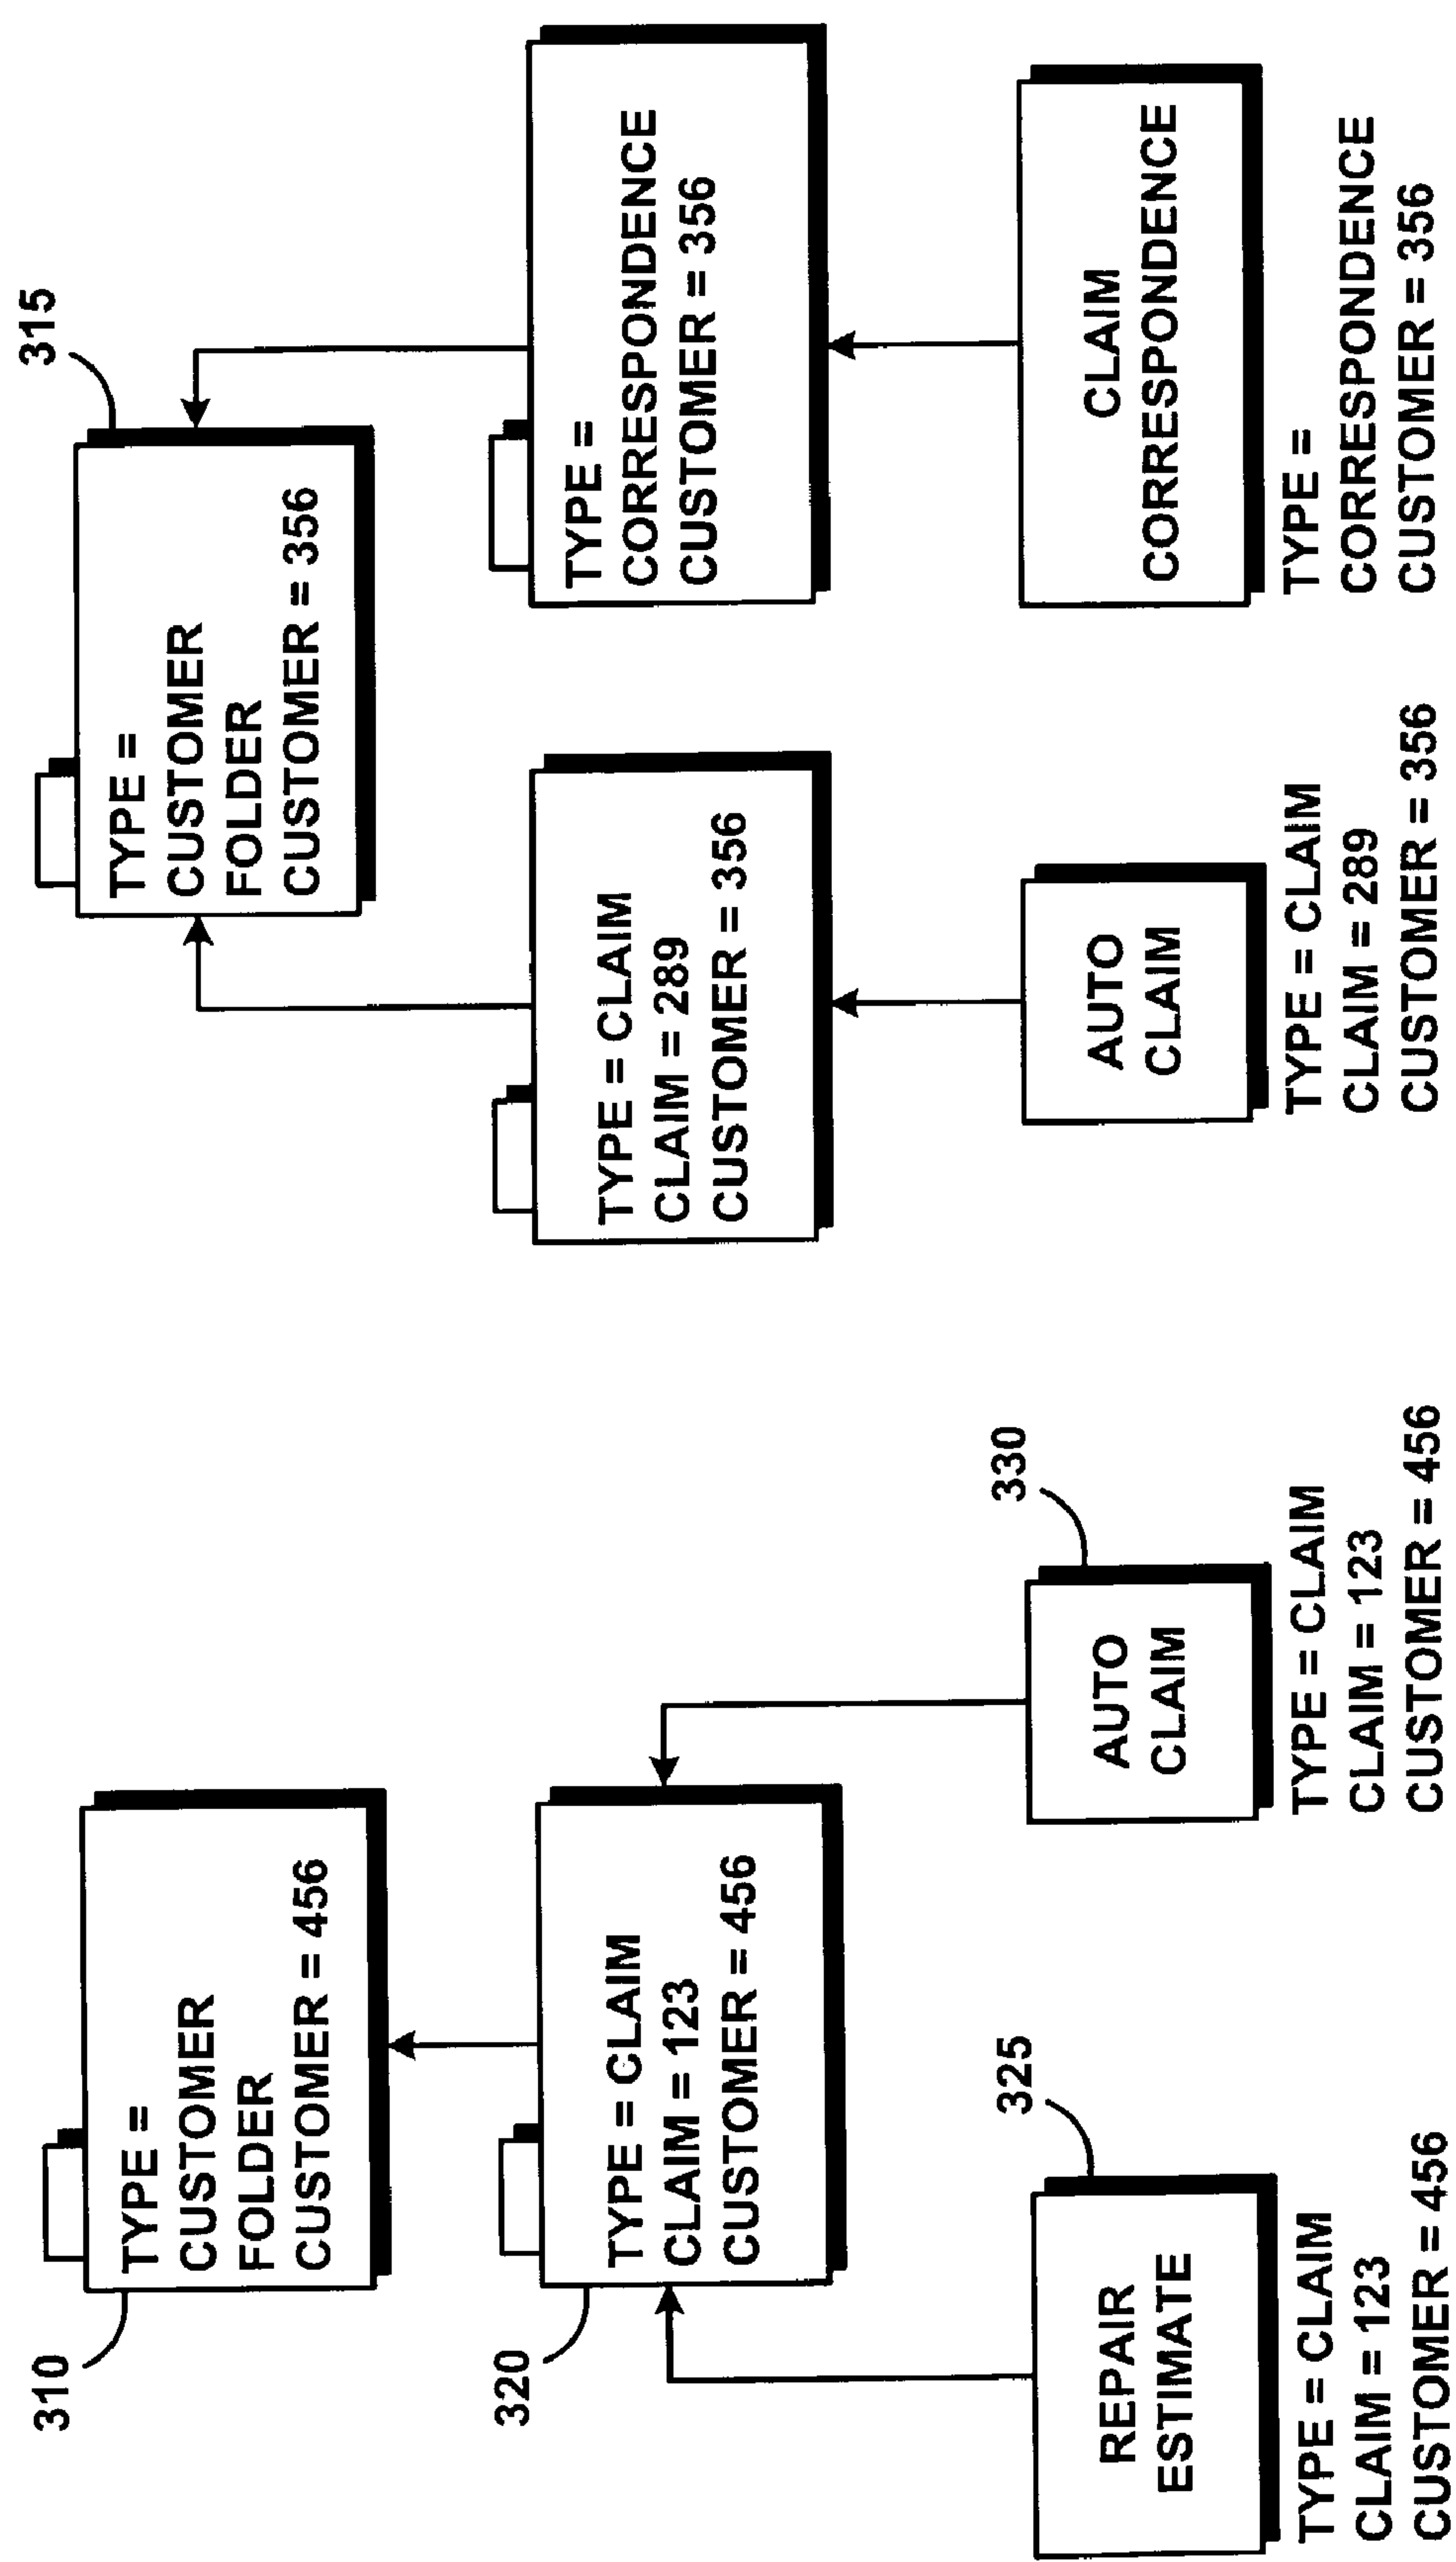 310
TYPE =
CUSTOMER
FOLDER
CUSTOMER = 456
320
TYPE = CLAIM
CLAIM = 123
CUSTOMER = 456
325
REPAIR
ESTIMATE
TYPE = CLAIM
CLAIM = 123
CUSTOMER = 456
330
AUTO
CLAIM
TYPE = CLAIM
CLAIM = 123
CUSTOMER = 456
315
TYPE =
CUSTOMER
FOLDER
CUSTOMER = 356
TYPE = CLAIM
CLAIM = 289
CUSTOMER = 356
AUTO
CLAIM
TYPE = CLAIM
CLAIM = 289
CUSTOMER = 356
TYPE =
CORRESPONDENCE
CUSTOMER = 356
CLAIM
CORRESPONDENCE
TYPE =
CORRESPONDENCE
CUSTOMER = 356